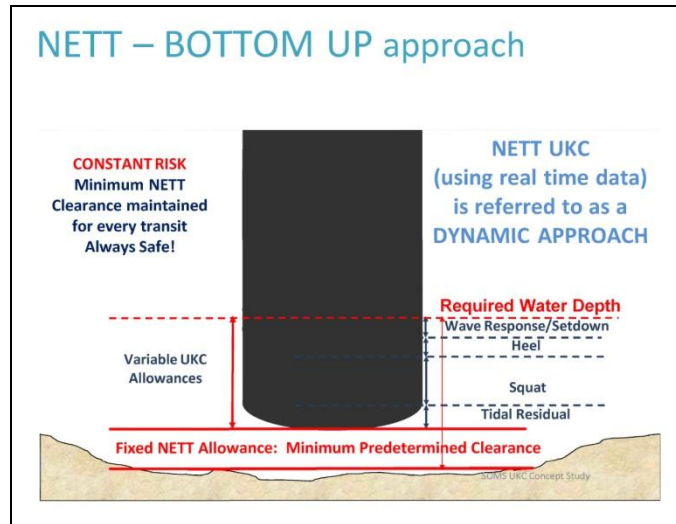 NETT – BOTTOM UP approach
CONSTANT RISK
Minimum NETT
Clearance maintained
for every transit
Always Safe!
NETT UKC
(using real time data)
is referred to as a
DYNAMIC APPROACH
Required Water Depth
Wave Response/Setdown
Heel
Variable UKC
Allowances
Squat
Tidal Residual
Fixed NETT Allowance: Minimum Predetermined Clearance
SOMS UKC Concept Study